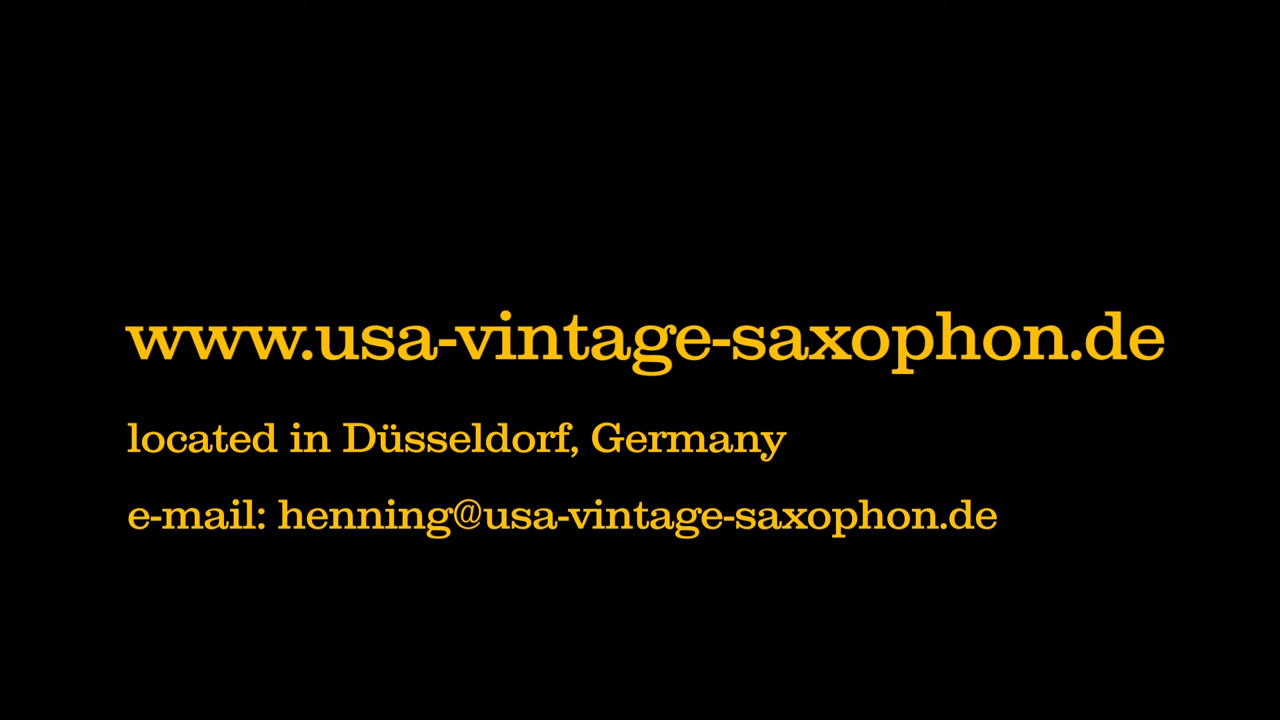 www.usa-vintage-saxophon.de
located in Düsseldorf, Germany
e-mail: henning@usa-vintage-saxophon.de